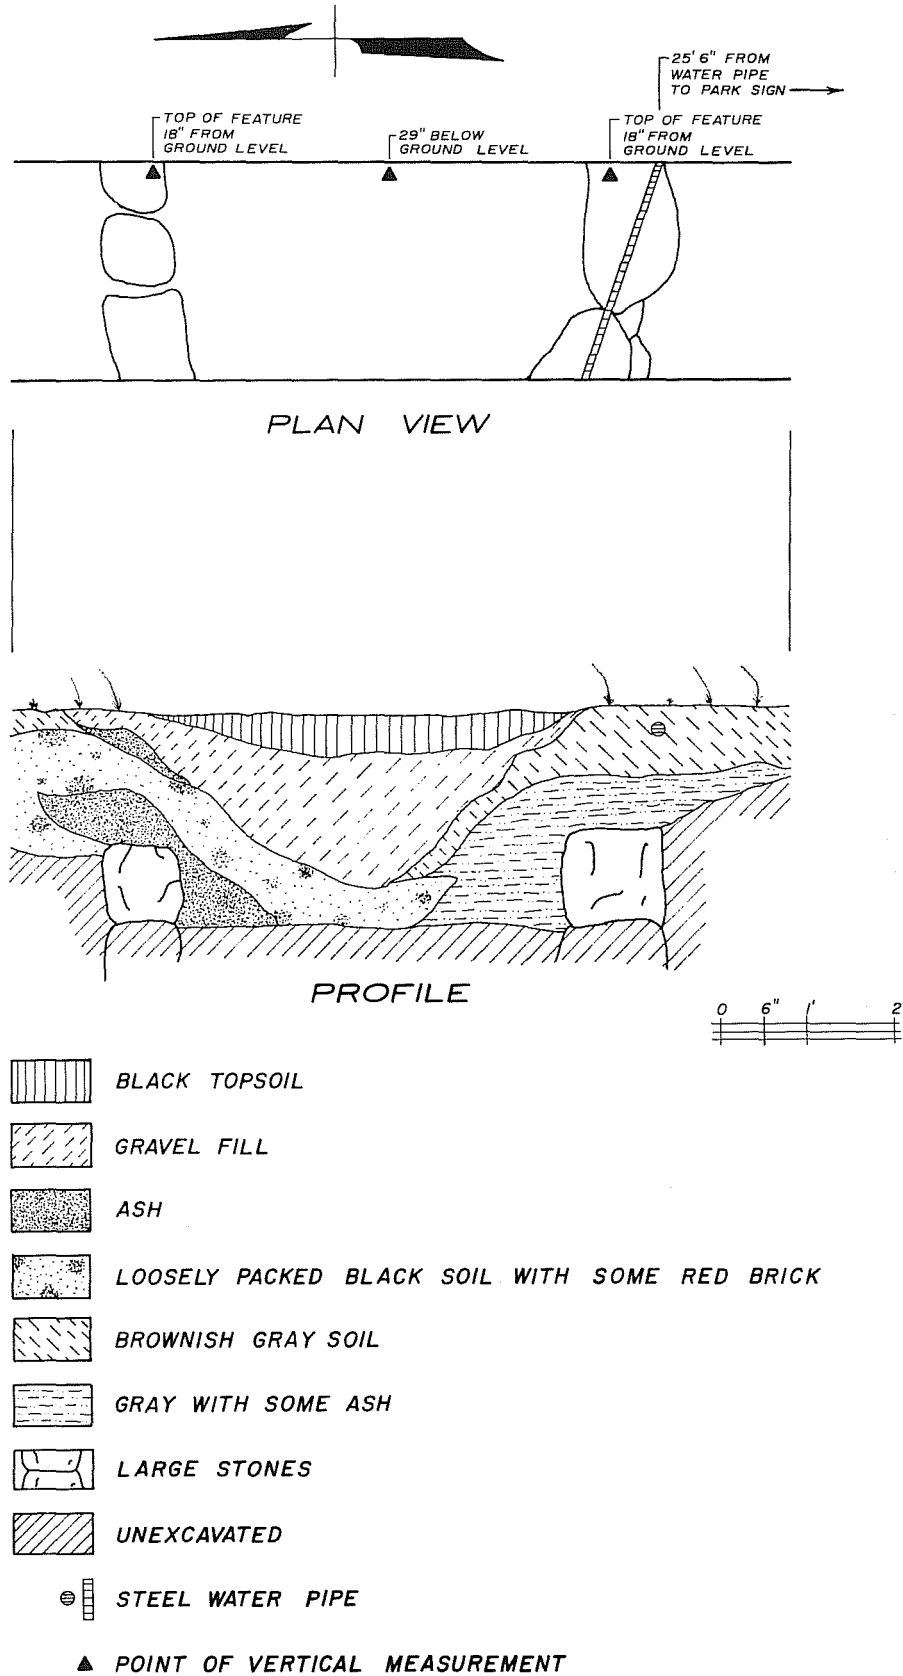 25' 6" FROM
WATER PIPE
TO PARK SIGN
TOP OF FEATURE
18" FROM
GROUND LEVEL
29" BELOW
GROUND LEVEL
TOP OF FEATURE
18" FROM
GROUND LEVEL
PLAN VIEW
PROFILE
0 6" 1' 2
BLACK TOPSOIL
GRAVEL FILL
ASH
LOOSELY PACKED BLACK SOIL WITH SOME RED BRICK
BROWNISH GRAY SOIL
GRAY WITH SOME ASH
LARGE STONES
UNEXCAVATED
STEEL WATER PIPE
POINT OF VERTICAL MEASUREMENT